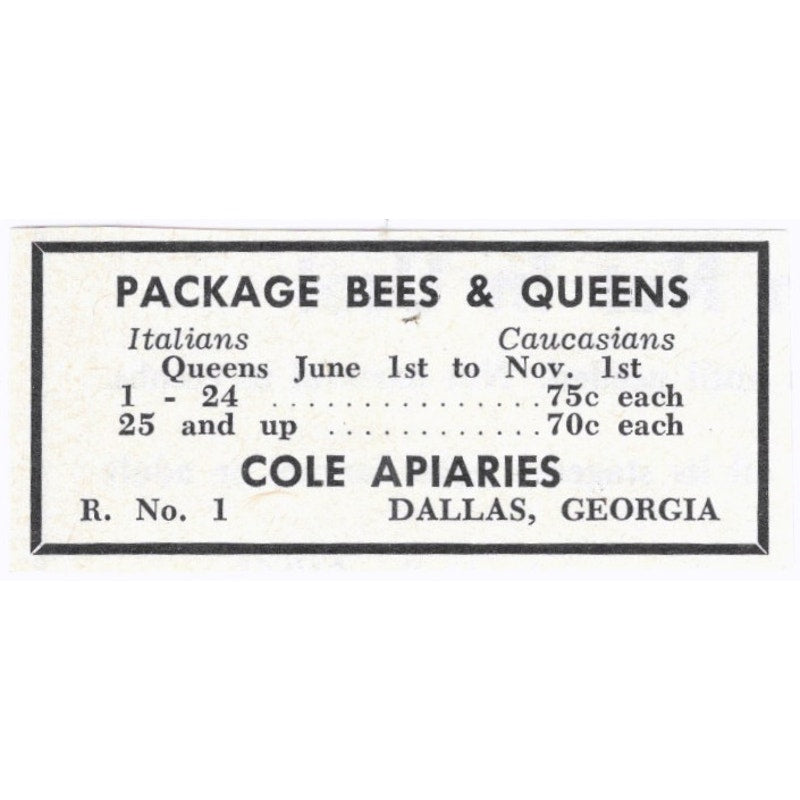 PACKAGE BEES & QUEENS
Italians Caucasians
Queens June 1st to Nov. 1st
1 - 24 ................ 75c each
25 and up ............. 70c each
COLE APIARIES
R. No. 1 DALLAS, GEORGIA